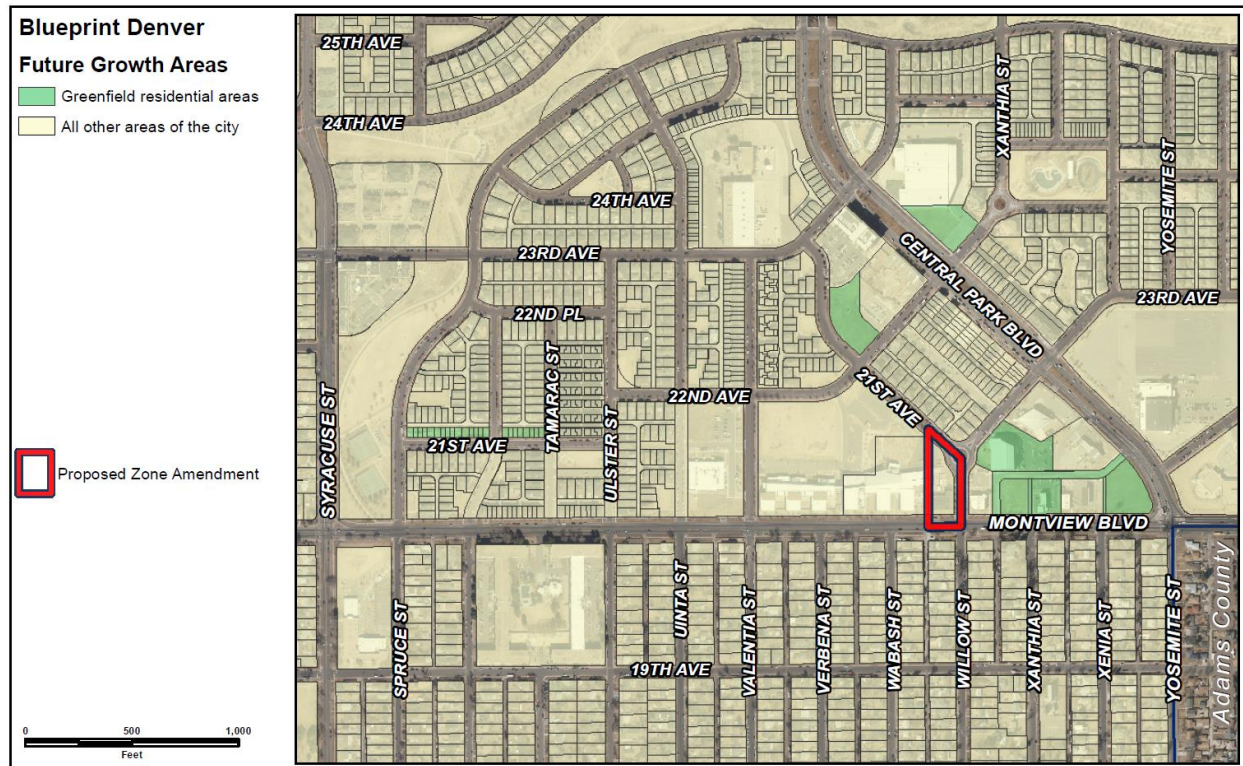 Blueprint Denver
Future Growth Areas
Greenfield residential areas
All other areas of the city
Proposed Zone Amendment
0 500 1,000
Feet
25TH AVE
24TH AVE
XANTHIA ST
YOSEMITE ST
24TH AVE
23RD AVE
CENTRAL PARK BLVD
23RD AVE
22ND PL
SYRACUSE ST
TAMARAC ST
22ND AVE
21ST AVE
21ST AVE
ULSTER ST
MONTVIEW BLVD
SPRUCE ST
UINTA ST
VALENTIA ST
VERBENA ST
WABASH ST
WILLOW ST
XANTHIA ST
XENIA ST
YOSEMITE ST
Adams County
19TH AVE